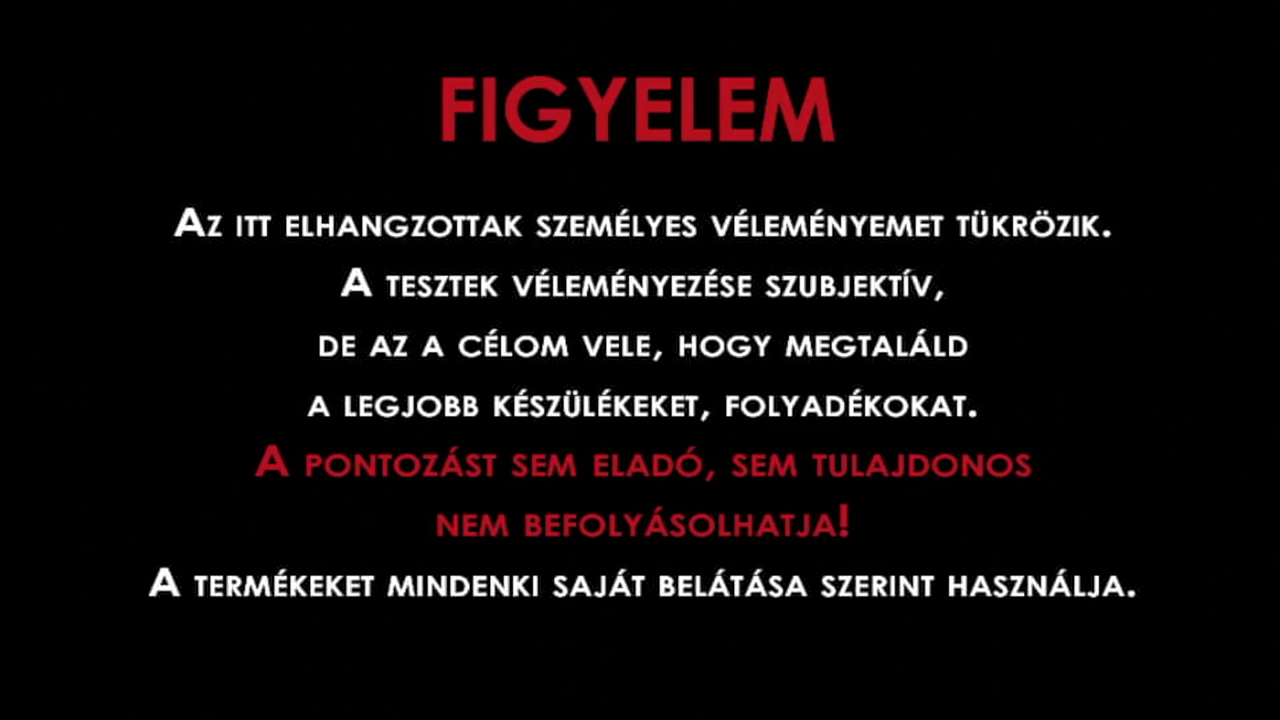 FIGYELEM
Az itt elhangzottak személyes véleményemet tükrözik.
A tesztek véleményezése szubjektív,
de az a célom vele, hogy megtaláld
a legjobb készülékeket, folyadékokat.
A pontozást sem eladó, sem tulajdonos
nem befolyásolhatja!
A termékeket mindenki saját belátása szerint használja.